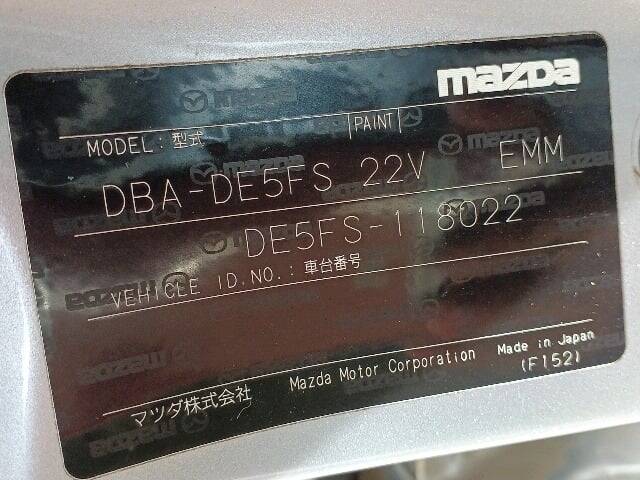 mazda
MODEL: 型式 |PAINT|
DBA-DE5FS 22V EMM
DE5FS-118022
VEHICLE ID.NO.: 車台番号
マツダ株式会社 Mazda Motor Corporation Made in Japan
(F152)